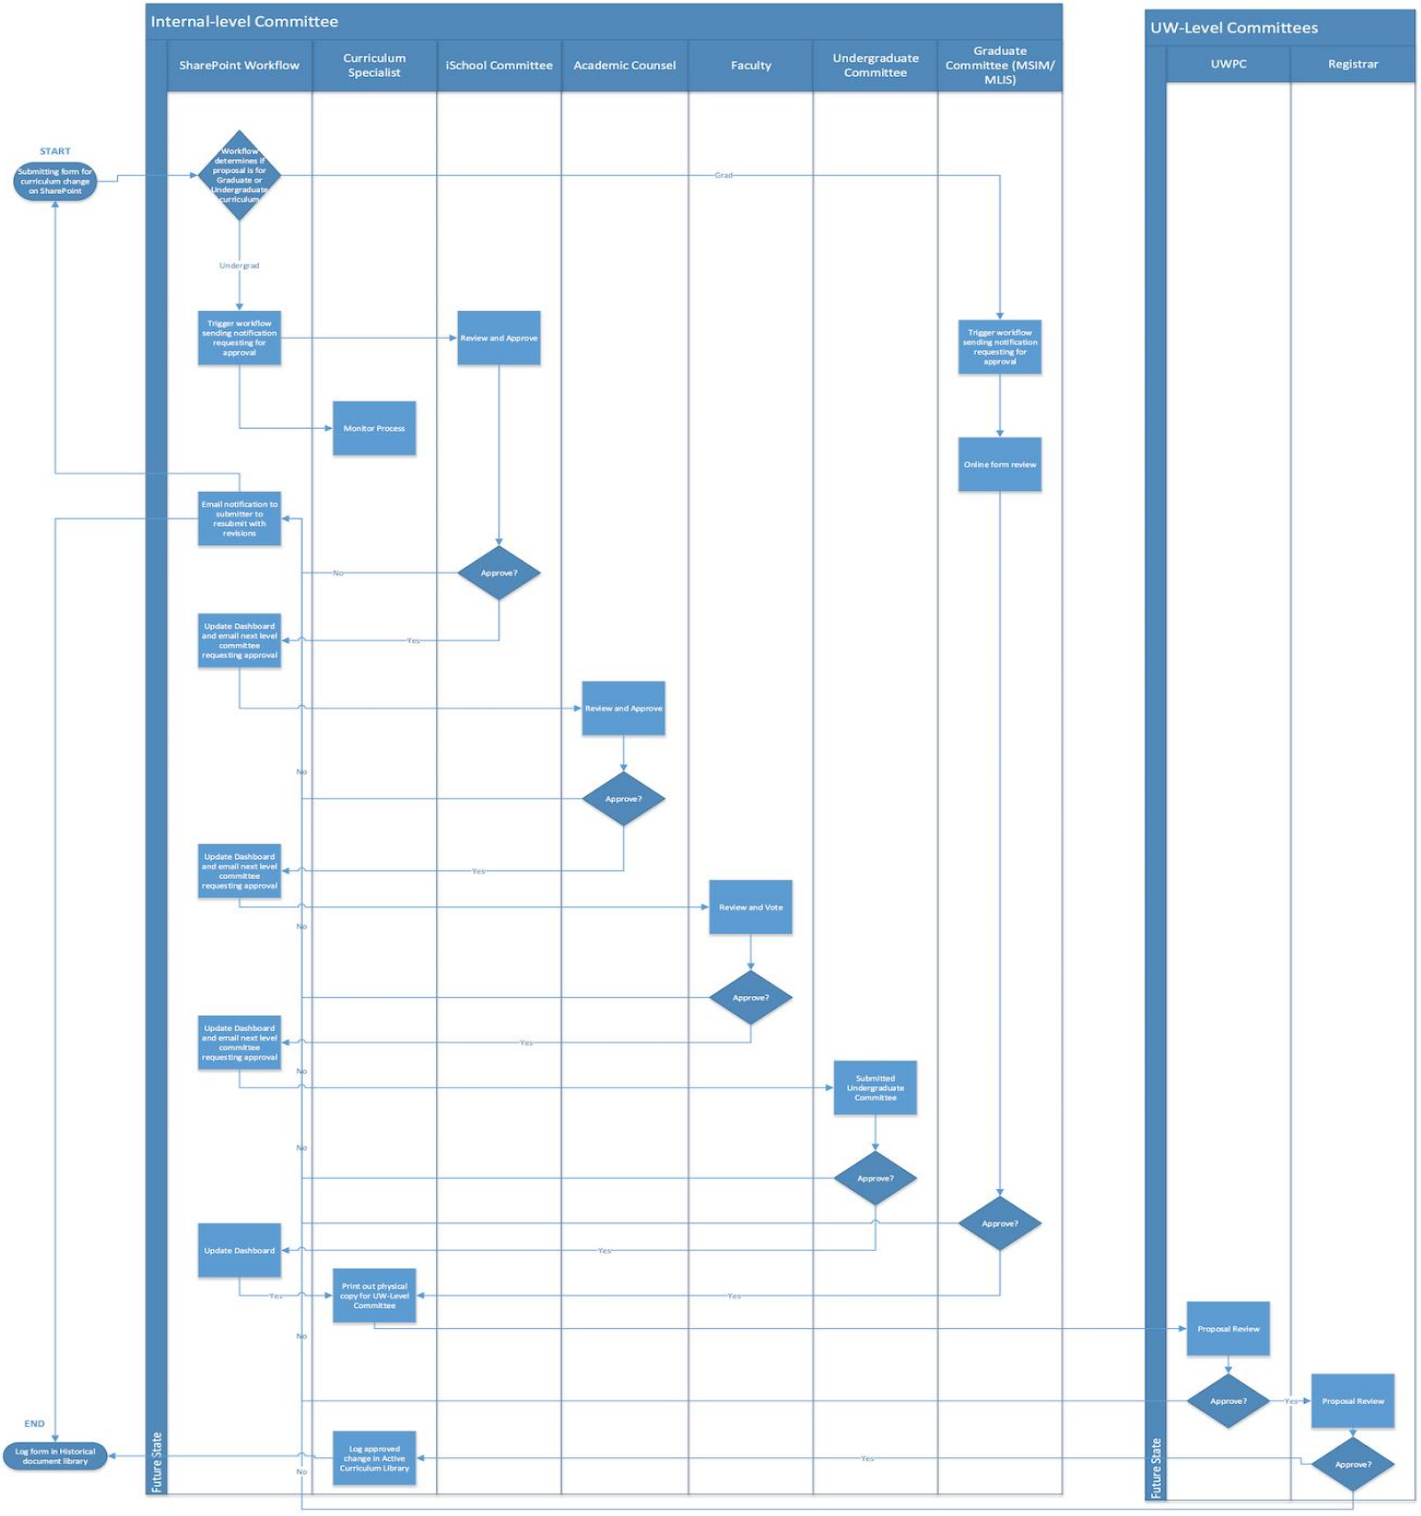 Internal-level Committee
UW-Level Committees
SharePoint Workflow
Curriculum
Specialist
iSchool Committee
Academic Counsel
Faculty
Undergraduate
Committee
Graduate
Committee (MSIM/
MLIS)
UWPC
Registrar
START
Submitting form for
curriculum change
on SharePoint
Workflow
determines if
proposal is for
Graduate or
Undergraduate
curriculum
Grad
Undergrad
Trigger workflow
sending notification
requesting for
approval
Review and Approve
Trigger workflow
sending notification
requesting for
approval
Monitor Process
Online form review
Email notification to
submitter to
resubmit with
revisions
Approve?
No
Update Dashboard
and email next level
committee
requesting approval
Yes
Review and Approve
No
Approve?
Update Dashboard
and email next level
committee
requesting approval
Yes
Review and Vote
No
Approve?
Update Dashboard
and email next level
committee
requesting approval
Yes
No
Submitted
Undergraduate
Committee
No
Approve?
Approve?
Update Dashboard
Yes
Yes
Print out physical
copy for UW-Level
Committee
Yes
No
Proposal Review
Approve?
Yes
Proposal Review
END
Log form in Historical
document library
Future State
Log approved
change in Active
Curriculum Library
No
Yes
Future State
Approve?